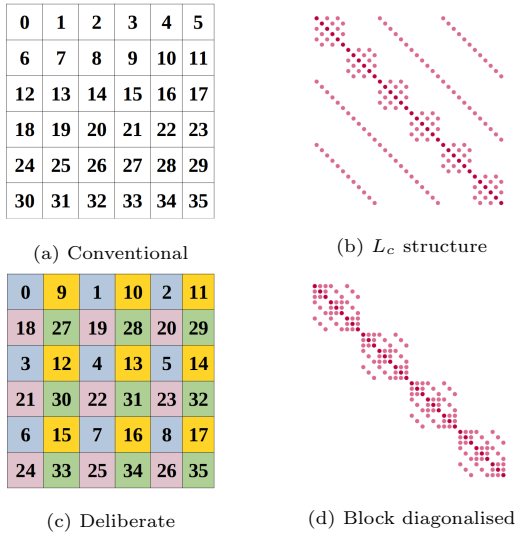 0 1 2 3 4 5
6 7 8 9 10 11
12 13 14 15 16 17
18 19 20 21 22 23
24 25 26 27 28 29
30 31 32 33 34 35
(a) Conventional
(b) L_c structure
0 9 1 10 2 11
18 27 19 28 20 29
3 12 4 13 5 14
21 30 22 31 23 32
6 15 7 16 8 17
24 33 25 34 26 35
(c) Deliberate
(d) Block diagonalised